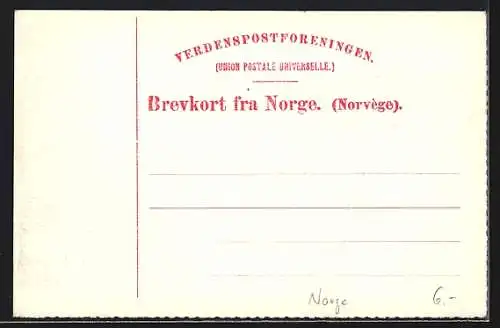 VERDENSPOSTFORENINGEN.
(UNION POSTALE UNIVERSELLE.)
Brevkort fra Norge. (Norvège).
Norge 6.-